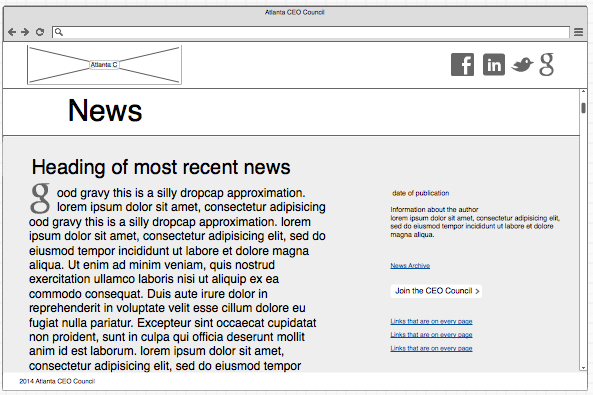 Atlanta CEO Council
Atlanta C
f in g
News
Heading of most recent news
good gravy this is a silly dropcap approximation.
lorem ipsum dolor sit amet, consectetur adipisicing
ood gravy this is a silly dropcap approximation. lorem
ipsum dolor sit amet, consectetur adipisicing elit, sed do
eiusmod tempor incididunt ut labore et dolore magna
aliqua. Ut enim ad minim veniam, quis nostrud
exercitation ullamco laboris nisi ut aliquip ex ea
commodo consequat. Duis aute irure dolor in
reprehenderit in voluptate velit esse cillum dolore eu
fugiat nulla pariatur. Excepteur sint occaecat cupidatat
non proident, sunt in culpa qui officia deserunt mollit
anim id est laborum. lorem ipsum dolor sit amet,
consectetur adipisicing elit, sed do eiusmod tempor
date of publication
Information about the author
lorem ipsum dolor sit amet, consectetur adipisicing elit,
sed do eiusmod tempor incididunt ut labore et dolore
magna aliqua.
News Archive
Join the CEO Council >
Links that are on every page
Links that are on every page
Links that are on every page
2014 Atlanta CEO Council